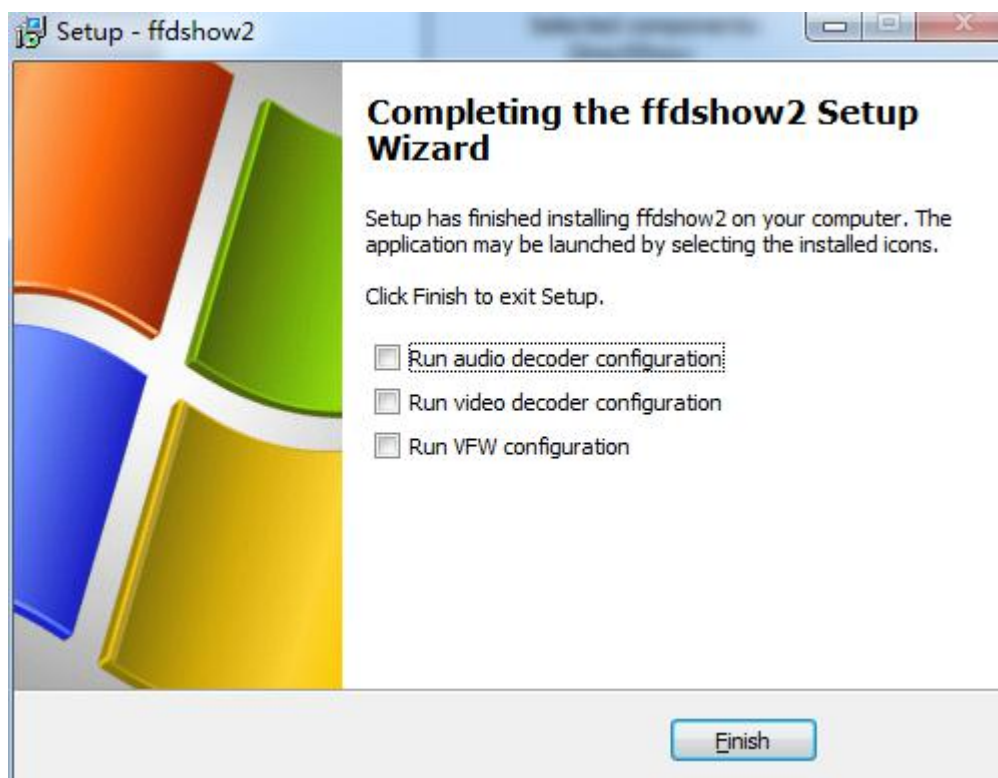 Setup - ffdshow2
Completing the ffdshow2 Setup
Wizard
Setup has finished installing ffdshow2 on your computer. The
application may be launched by selecting the installed icons.
Click Finish to exit Setup.
Run audio decoder configuration
Run video decoder configuration
Run VFW configuration
Finish